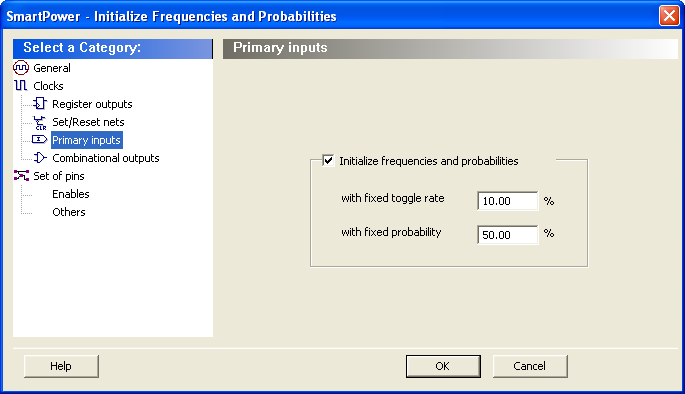 SmartPower - Initialize Frequencies and Probabilities
Select a Category:
Primary inputs
General
Clocks
Register outputs
CLR
Set/Reset nets
Primary inputs
Combinational outputs
Set of pins
Enables
Others
Initialize frequencies and probabilities
with fixed toggle rate 10.00 %
with fixed probability 50.00 %
Help OK Cancel